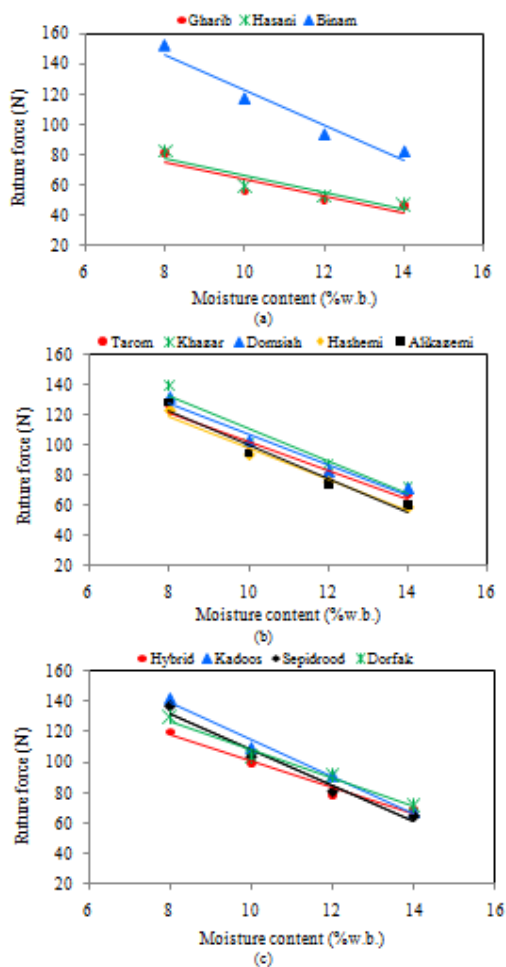 Gharib Hasani Binam
160
140
120
100
80
60
40
20
Ruture force (N)
6 8 10 12 14 16
Moisture content (%w.b.)
(a)
Tarom Khazar Domsiah Hashemi Alikazemi
160
140
120
100
80
60
40
20
Ruture force (N)
6 8 10 12 14 16
Moisture content (%w.b.)
(b)
Hybrid Kadoos Sepidrood Dorfak
160
140
120
100
80
60
40
20
Ruture force (N)
6 8 10 12 14 16
Moisture content (%w.b.)
(c)